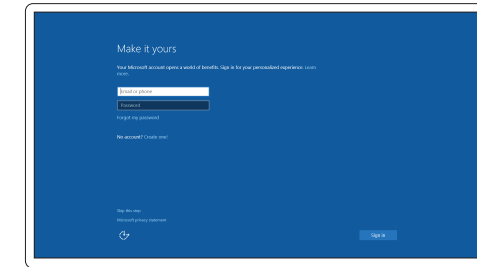 Make it yours
Your Microsoft account opens a world of benefits. Sign in for your personalized experience. Learn
more.
Email or phone
Password
Forgot my password
No account? Create one!
Skip this step
Microsoft privacy statement
Sign in